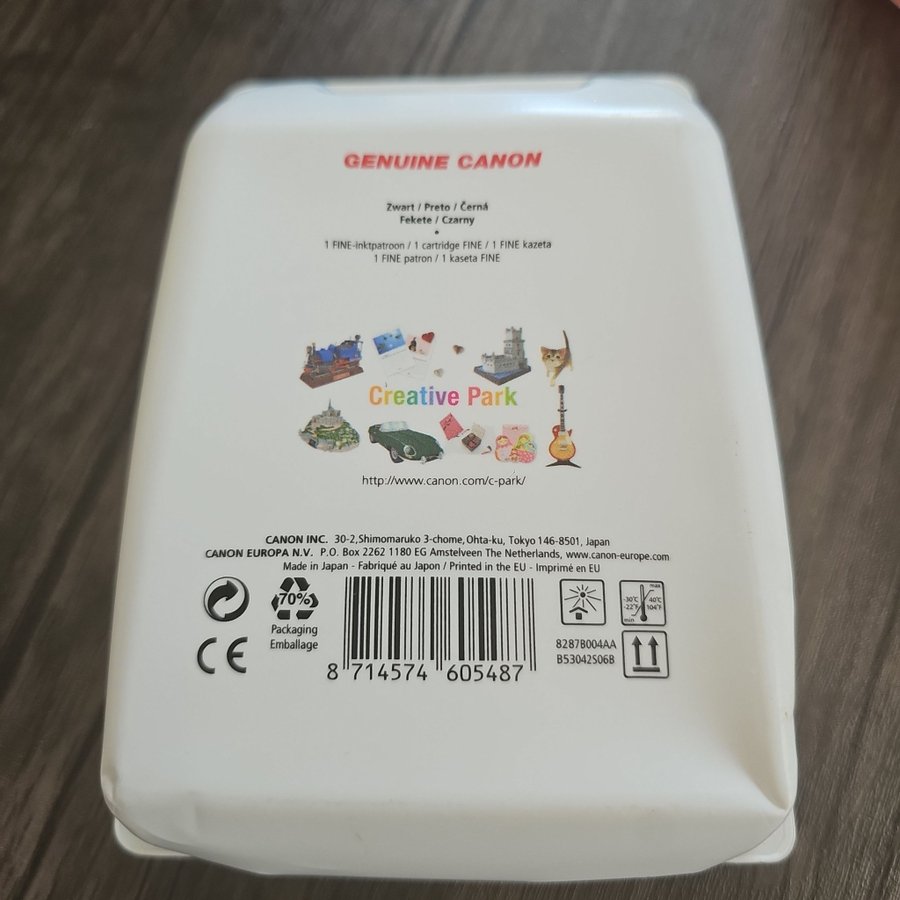 GENUINE CANON
Zwart / Preto / Černá
Fekete / Czarny
•
1 FINE-inktpatroon / 1 cartridge FINE / 1 FINE kazeta
1 FINE patron / 1 kaseta FINE
Creative Park
http://www.canon.com/c-park/
CANON INC. 30-2,Shimomaruko 3-chome,Ohta-ku, Tokyo 146-8501, Japan
CANON EUROPA N.V. P.O. Box 2262 1180 EG Amstelveen The Netherlands, www.canon-europe.com
Made in Japan - Fabriqué au Japon / Printed in the EU - Imprimé en EU
70%
Packaging
Emballage
CE
8 714574 605487
8287B004AA
B53042S06B
max
-30°C 40°C
-22°F 104°F
min